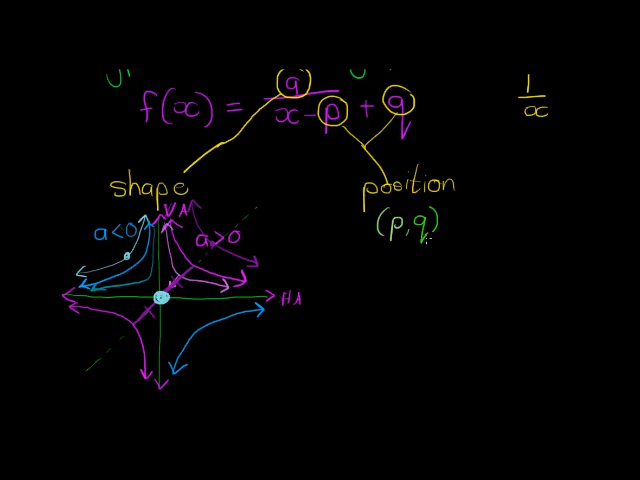 f(x) = a/(x-p) + q
1/x
shape
position
(p,q)
VA
a<0
a>0
HA